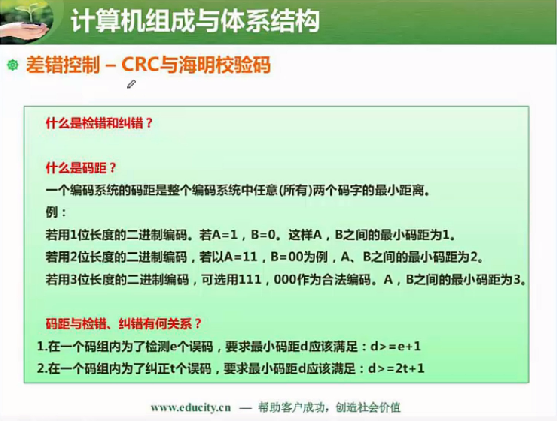 计算机组成与体系结构
差错控制 – CRC与海明校验码
什么是检错和纠错？
什么是码距？
一个编码系统的码距是整个编码系统中任意(所有)两个码字的最小距离。
例：
若用1位长度的二进制编码。若A=1，B=0。这样A，B之间的最小码距为1。
若用2位长度的二进制编码，若以A=11，B=00为例，A、B之间的最小码距为2。
若用3位长度的二进制编码，可选用111，000作为合法编码。A，B之间的最小码距为3。
码距与检错、纠错有何关系？
1.在一个码组内为了检测e个误码，要求最小码距d应该满足：d>=e+1
2.在一个码组内为了纠正t个误码，要求最小码距d应该满足：d>=2t+1
www.educity.cn — 帮助客户成功，创造社会价值